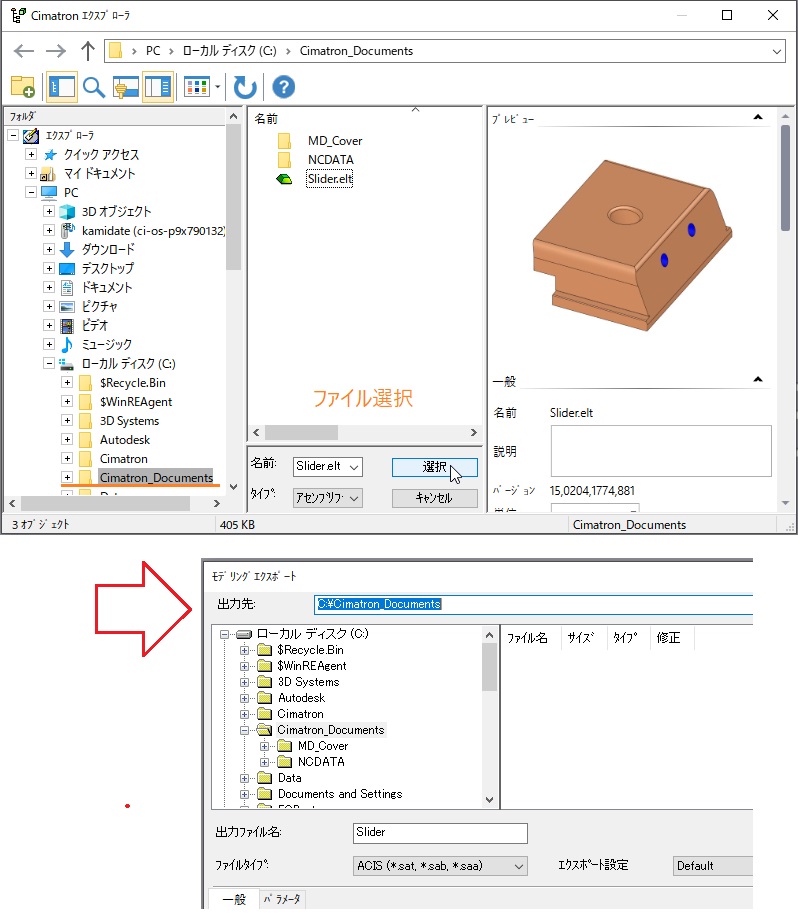 Cimatron ｴｸｽﾌﾟﾛｰﾗ
PC ローカル ディスク (C:) Cimatron_Documents
ﾌｫﾙﾀﾞ
ｴｸｽﾌﾟﾛｰﾗ
クイック アクセス
マイ ドキュメント
PC
3D オブジェクト
kamidate (ci-os-p9x790132)
ダウンロード
デスクトップ
ドキュメント
ピクチャ
ビデオ
ミュージック
ローカル ディスク (C:)
$Recycle.Bin
$WinREAgent
3D Systems
Autodesk
Cimatron
Cimatron_Documents
名前
MD_Cover
NCDATA
Slider.elt
ファイル選択
名前:
Slider.elt
選択
ﾀｲﾌﾟ:
ｱｾﾝﾌﾞﾘﾌｧ
ｷｬﾝｾﾙ
ﾌﾟﾚﾋﾞｭｰ
一般
名前 Slider.elt
説明
ﾊﾞｰｼﾞｮﾝ 15,0204,1774,881
3 ｵﾌﾞｼﾞｪｸﾄ
405 KB
Cimatron_Documents
ﾓﾃﾞﾘﾝｸﾞｴｸｽﾎﾟｰﾄ
出力先:
C:¥Cimatron_Documents
ローカル ディスク (C:)
$Recycle.Bin
$WinREAgent
3D Systems
Autodesk
Cimatron
Cimatron_Documents
MD_Cover
NCDATA
Data
Documents and Settings
ﾌｧｲﾙ名 ｻｲｽﾞ ﾀｲﾌﾟ 修正
出力ﾌｧｲﾙ名:
Slider
ﾌｧｲﾙﾀｲﾌﾟ:
ACIS (*.sat, *.sab, *.saa)
ｴｸｽﾎﾟｰﾄ設定
Default
一般
ﾊﾟﾗﾒｰﾀ